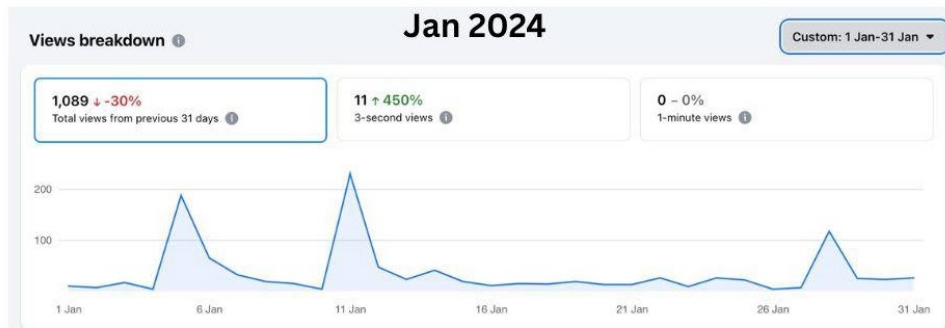 Jan 2024
Views breakdown
Custom: 1 Jan-31 Jan
1,089 ↓ -30%
Total views from previous 31 days
11 ↑ 450%
3-second views
0 – 0%
1-minute views
200
100
1 Jan 6 Jan 11 Jan 16 Jan 21 Jan 26 Jan 31 Jan